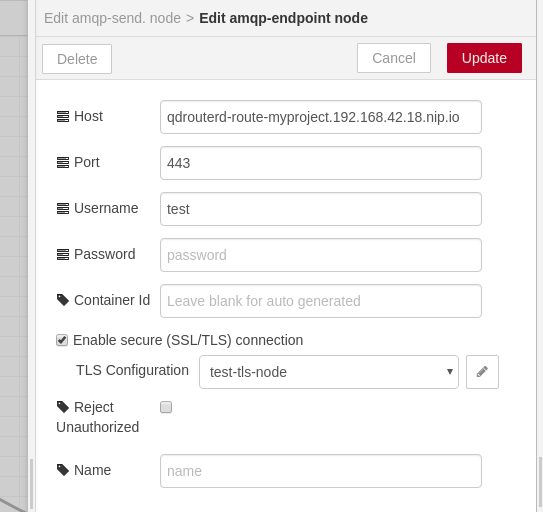 Edit amqp-send. node > Edit amqp-endpoint node
Delete Cancel Update
Host qdrouterd-route-myproject.192.168.42.18.nip.io
Port 443
Username test
Password password
Container Id Leave blank for auto generated
Enable secure (SSL/TLS) connection
TLS Configuration test-tls-node
Reject
Unauthorized
Name name